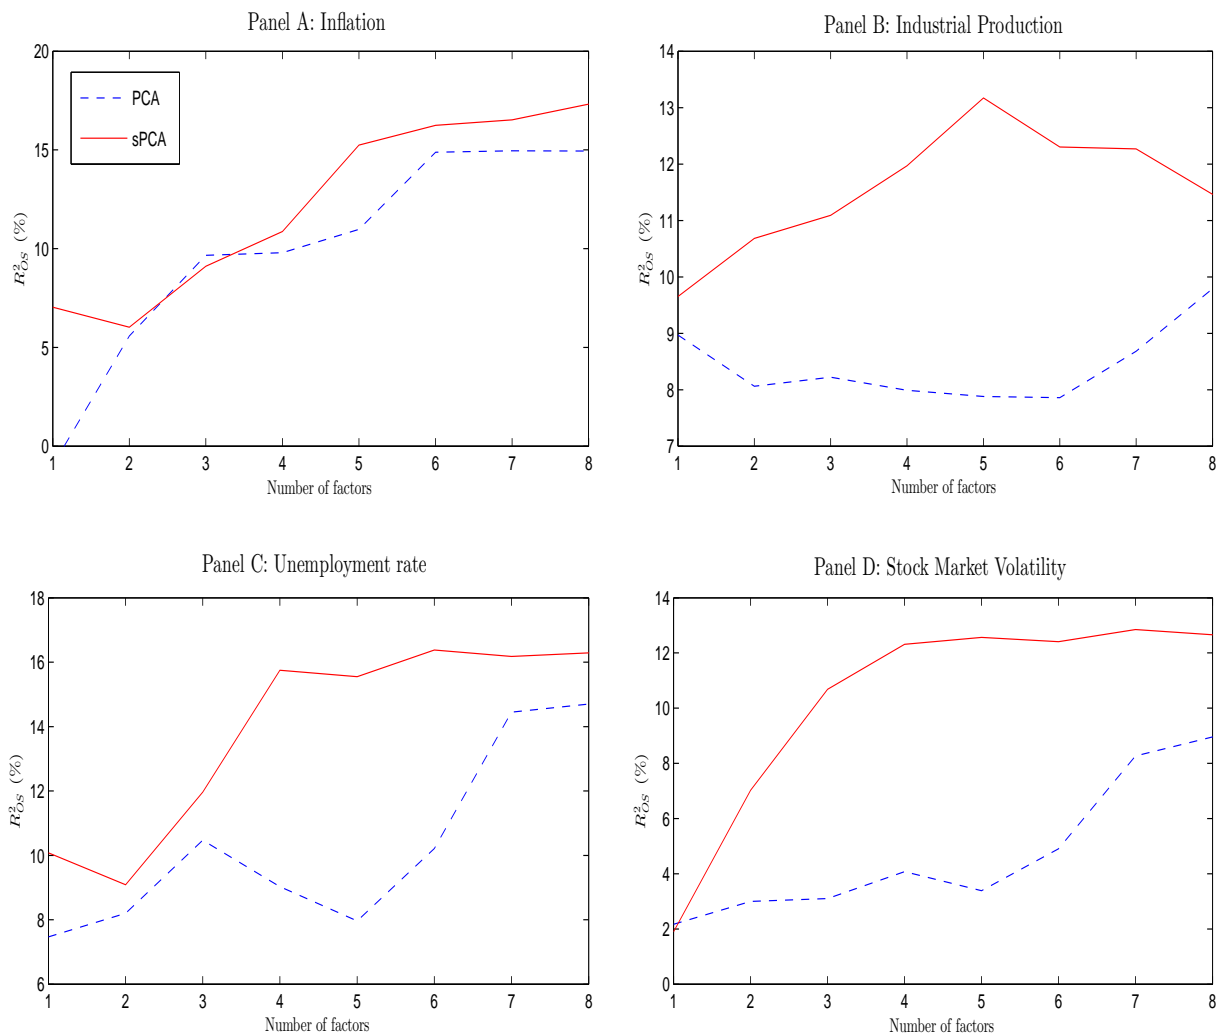 Panel A: Inflation
20
15
10
5
0
R²OS (%)
PCA
sPCA
1 2 3 4 5 6 7 8
Number of factors
Panel B: Industrial Production
14
13
12
11
10
9
8
7
R²OS (%)
1 2 3 4 5 6 7 8
Number of factors
Panel C: Unemployment rate
18
16
14
12
10
8
6
R²OS (%)
1 2 3 4 5 6 7 8
Number of factors
Panel D: Stock Market Volatility
14
12
10
8
6
4
2
0
R²OS (%)
1 2 3 4 5 6 7 8
Number of factors